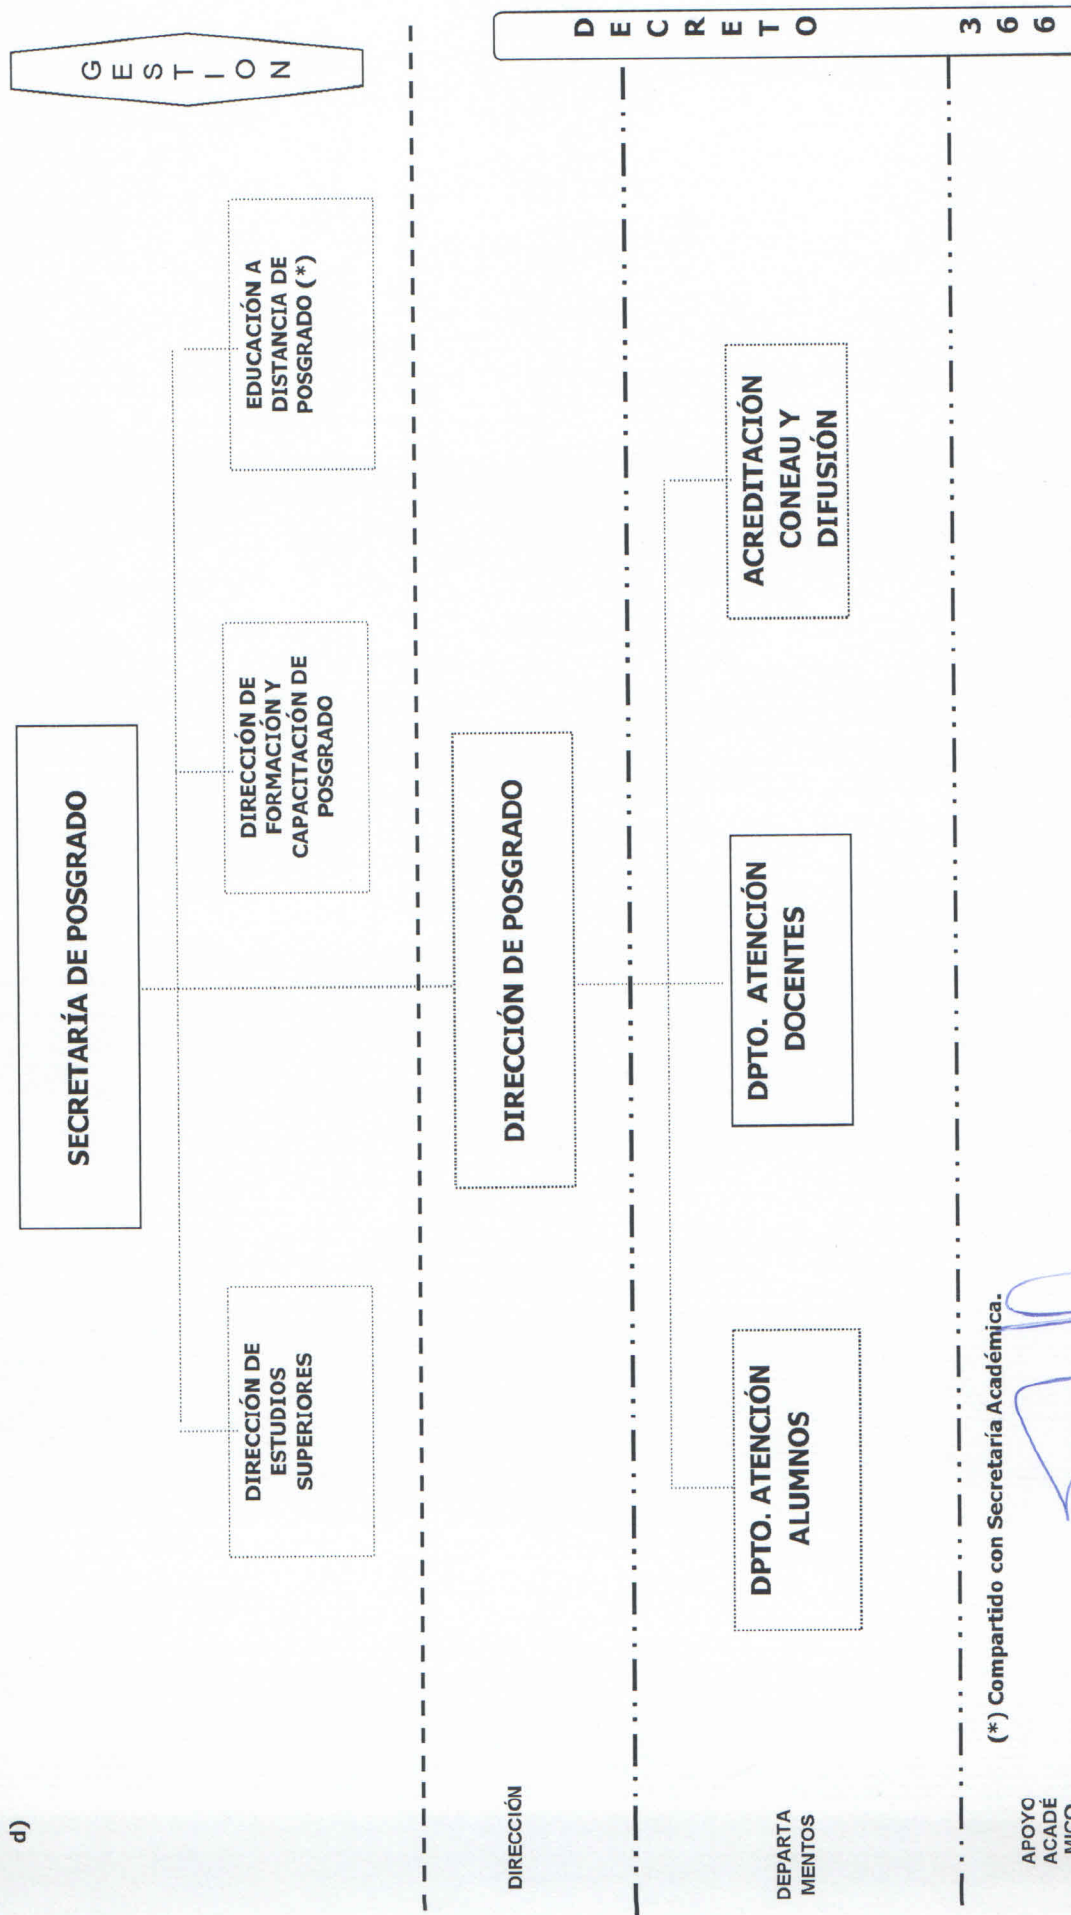 d)
SECRETARÍA DE POSGRADO
GESTION
DIRECCIÓN DE
ESTUDIOS
SUPERIORES
DIRECCIÓN DE
FORMACIÓN Y
CAPACITACIÓN DE
POSGRADO
EDUCACIÓN A
DISTANCIA DE
POSGRADO (*)
DIRECCIÓN
DIRECCIÓN DE POSGRADO
DECRETO
366
DEPARTA
MENTOS
DPTO. ATENCIÓN
ALUMNOS
DPTO. ATENCIÓN
DOCENTES
ACREDITACIÓN
CONEAU Y
DIFUSIÓN
(*) Compartido con Secretaría Académica.
APOYO
ACADÉ
MICO